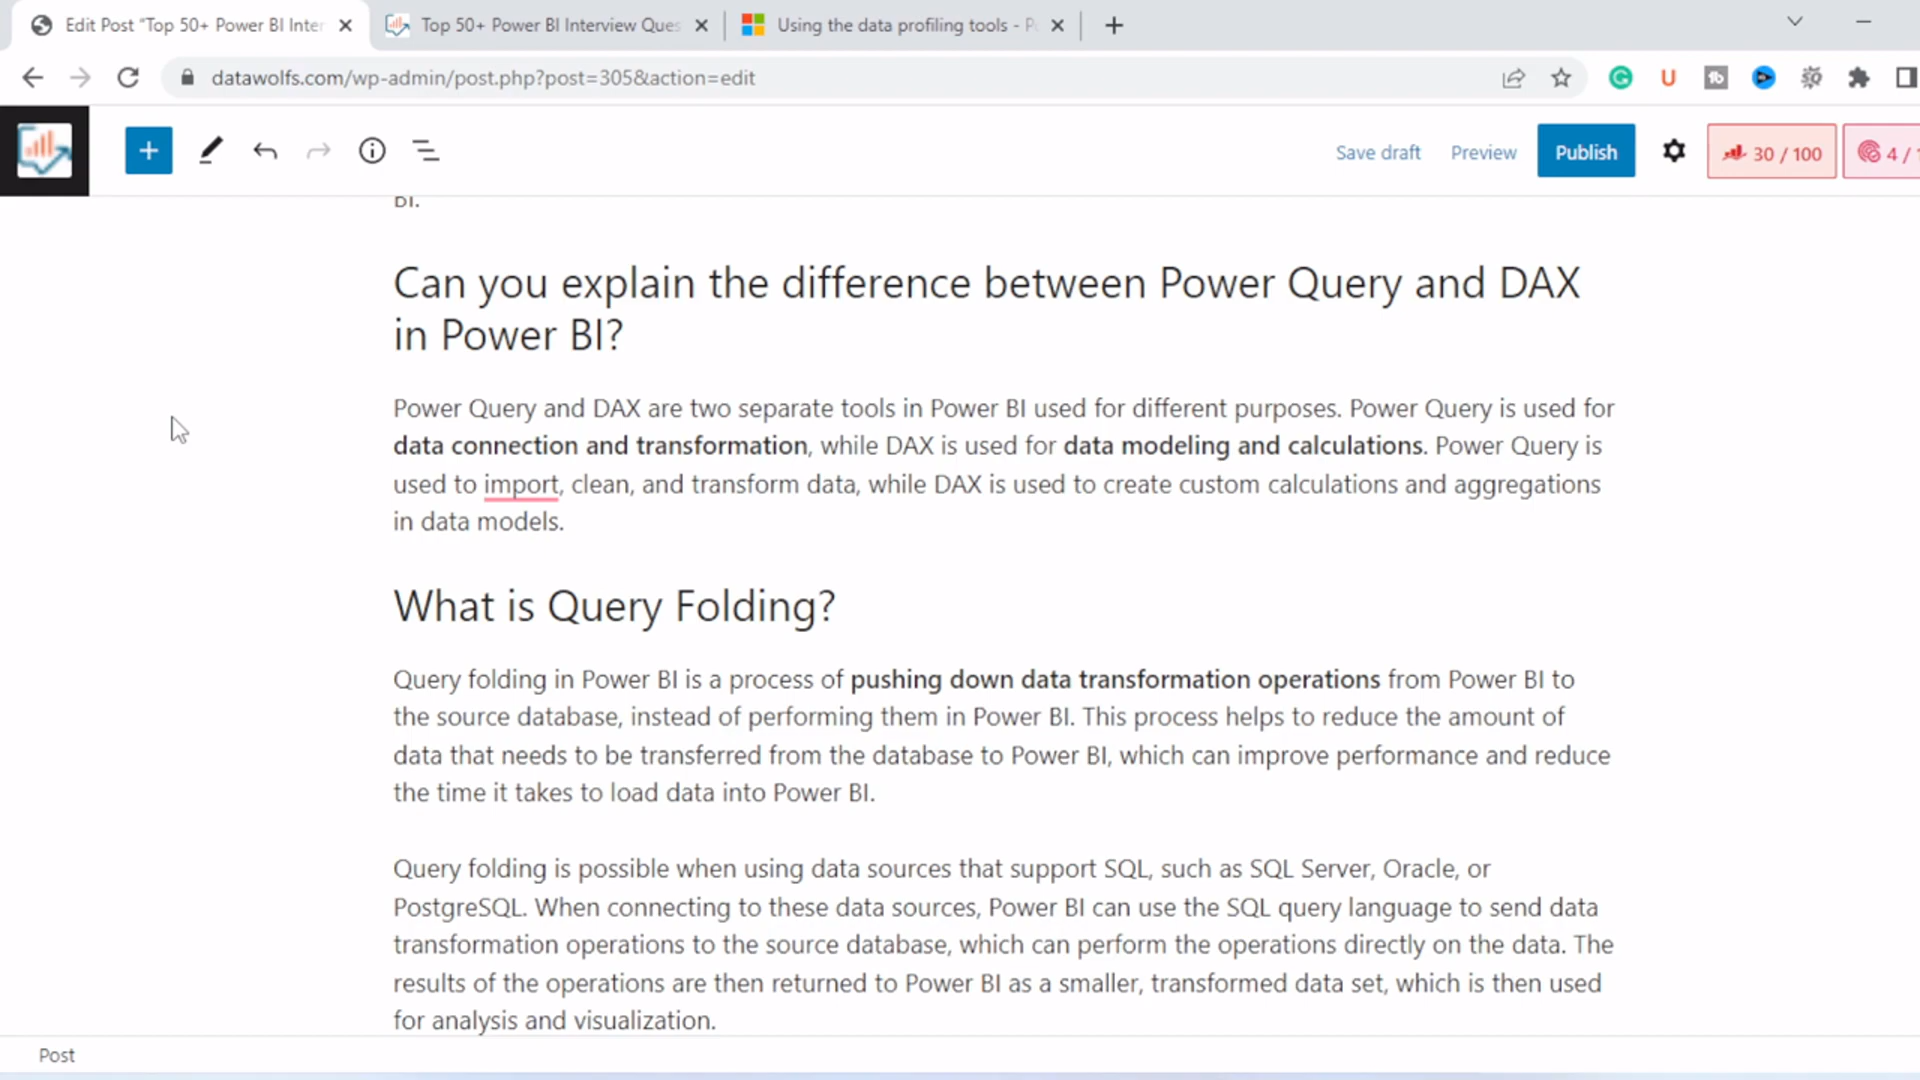 Edit Post "Top 50+ Power BI Inter
Top 50+ Power BI Interview Ques
Using the data profiling tools - P
datawolfs.com/wp-admin/post.php?post=305&action=edit
Save draft
Preview
Publish
30 / 100
4 / 1
BI.
Can you explain the difference between Power Query and DAX
in Power BI?
Power Query and DAX are two separate tools in Power BI used for different purposes. Power Query is used for
data connection and transformation, while DAX is used for data modeling and calculations. Power Query is
used to import, clean, and transform data, while DAX is used to create custom calculations and aggregations
in data models.
What is Query Folding?
Query folding in Power BI is a process of pushing down data transformation operations from Power BI to
the source database, instead of performing them in Power BI. This process helps to reduce the amount of
data that needs to be transferred from the database to Power BI, which can improve performance and reduce
the time it takes to load data into Power BI.
Query folding is possible when using data sources that support SQL, such as SQL Server, Oracle, or
PostgreSQL. When connecting to these data sources, Power BI can use the SQL query language to send data
transformation operations to the source database, which can perform the operations directly on the data. The
results of the operations are then returned to Power BI as a smaller, transformed data set, which is then used
for analysis and visualization.
Post